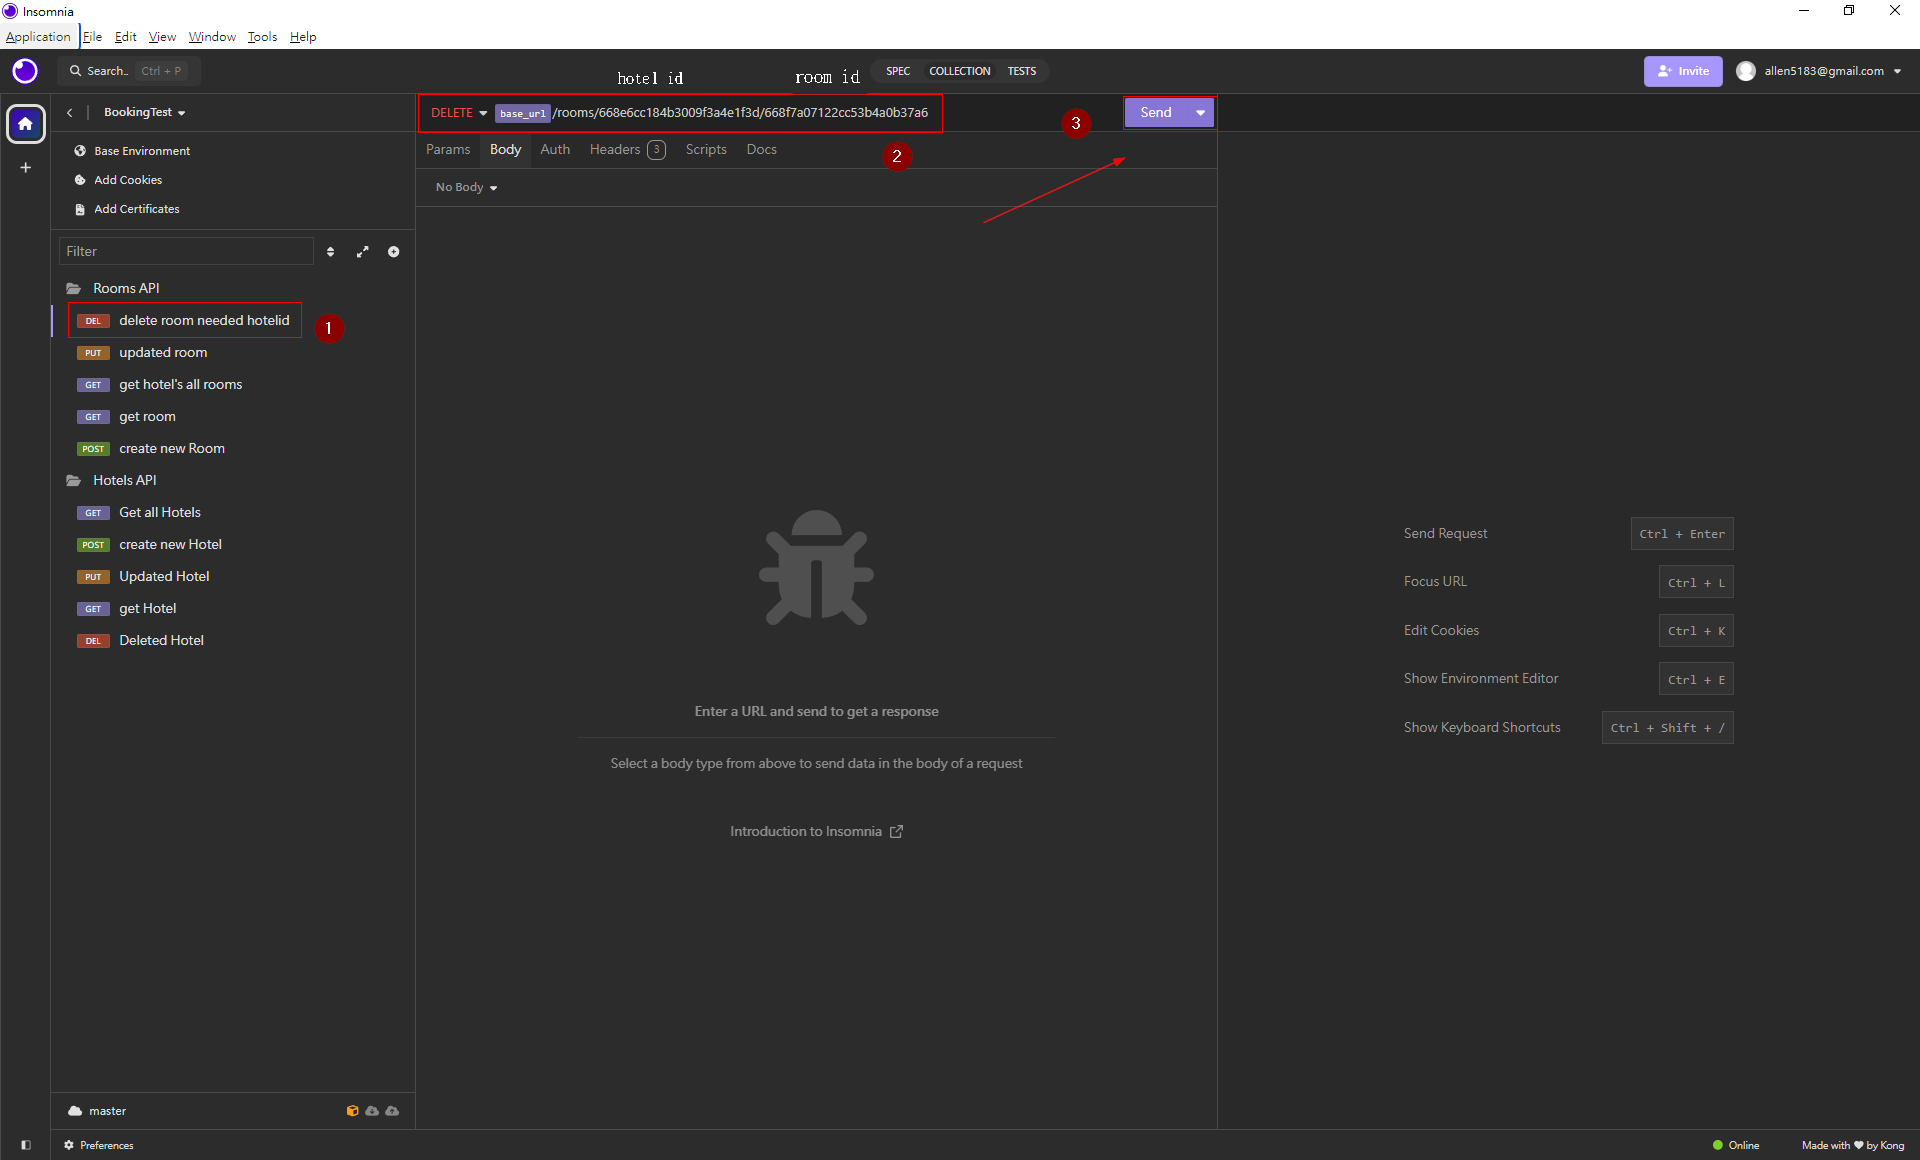 Insomnia
Application File Edit View Window Tools Help
Search.. Ctrl + P
hotel id room id
SPEC COLLECTION TESTS
Invite allen5183@gmail.com
BookingTest
DELETE base_url /rooms/668e6cc184b3009f3a4e1f3d/668f7a07122cc53b4a0b37a6
3 Send
Params Body Auth Headers 3 Scripts Docs
2
No Body
Base Environment
Add Cookies
Add Certificates
Filter
Rooms API
DEL delete room needed hotelid
1
PUT updated room
GET get hotel's all rooms
GET get room
POST create new Room
Hotels API
GET Get all Hotels
POST create new Hotel
PUT Updated Hotel
GET get Hotel
DEL Deleted Hotel
Enter a URL and send to get a response
Select a body type from above to send data in the body of a request
Introduction to Insomnia
Send Request Ctrl + Enter
Focus URL Ctrl + L
Edit Cookies Ctrl + K
Show Environment Editor Ctrl + E
Show Keyboard Shortcuts Ctrl + Shift + /
master
Preferences
Online
Made with ♥ by Kong